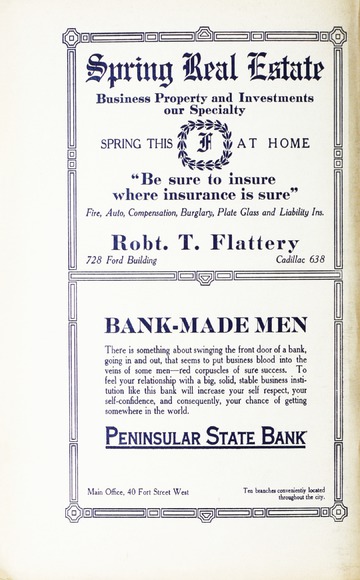 Spring Real Estate
Business Property and Investments
our Specialty
SPRING THIS F AT HOME
"Be sure to insure
where insurance is sure"
Fire, Auto, Compensation, Burglary, Plate Glass and Liability Ins.
Robt. T. Flattery
728 Ford Building Cadillac 638
BANK-MADE MEN
There is something about swinging the front door of a bank,
going in and out, that seems to put business blood into the
veins of some men—red corpuscles of sure success. To
feel your relationship with a big, solid, stable business insti-
tution like this bank will increase your self respect, your
self-confidence, and consequently, your chance of getting
somewhere in the world.
PENINSULAR STATE BANK
Main Office, 40 Fort Street West
Ten branches conveniently located
throughout the city.